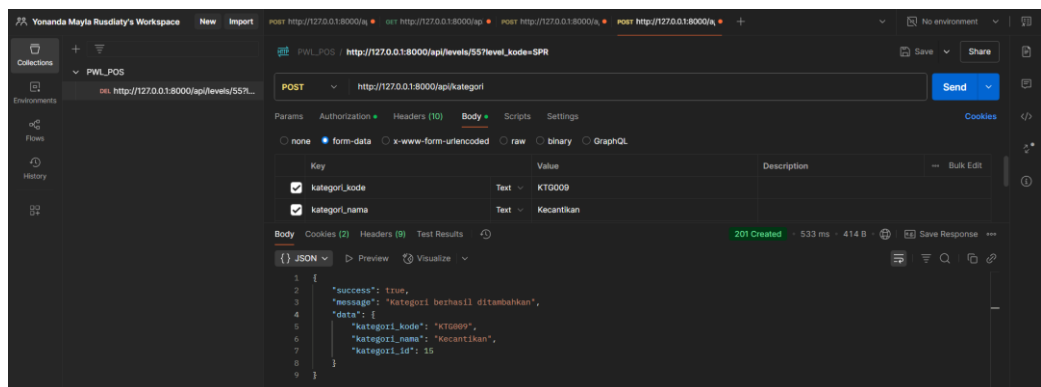 Yonanda Mayla Rusdiaty's Workspace New Import POST http://127.0.0.1:8000/a GET http://127.0.0.1:8000/ap POST http://127.0.0.1:8000/a POST http://127.0.0.1:8000/a No environment
Collections
PWL_POS
DEL http://127.0.0.1:8000/api/levels/55?l...
Environments
Flows
History
PWL_POS / http://127.0.0.1:8000/api/levels/55?level_kode=SPR Save Share
POST http://127.0.0.1:8000/api/kategori Send
Params Authorization Headers (10) Body Scripts Settings Cookies
none form-data x-www-form-urlencoded raw binary GraphQL
Key Value Description Bulk Edit
kategori_kode Text KTG009
kategori_nama Text Kecantikan
Body Cookies (2) Headers (9) Test Results 201 Created 533 ms 414 B Save Response
{} JSON Preview Visualize
1 {
2 "success": true,
3 "message": "Kategori berhasil ditambahkan",
4 "data": {
5 "kategori_kode": "KTG009",
6 "kategori_nama": "Kecantikan",
7 "kategori_id": 15
8 }
9 }